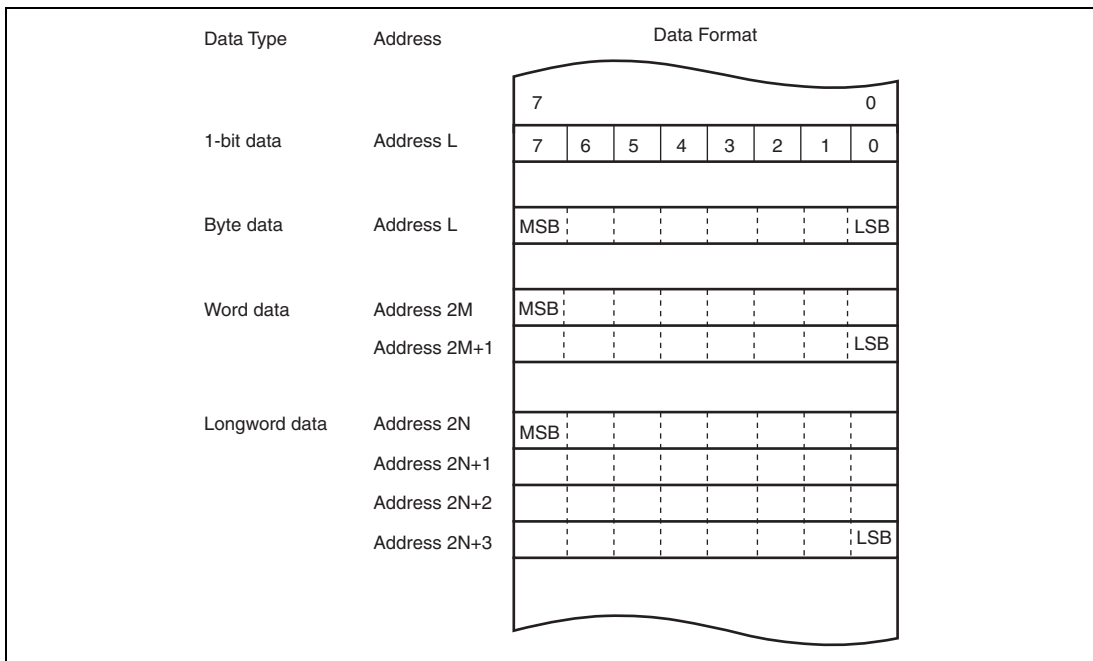 Data Type Address Data Format
7 0
1-bit data Address L 7 6 5 4 3 2 1 0
Byte data Address L MSB LSB
Word data Address 2M MSB
Address 2M+1 LSB
Longword data Address 2N MSB
Address 2N+1
Address 2N+2
Address 2N+3 LSB